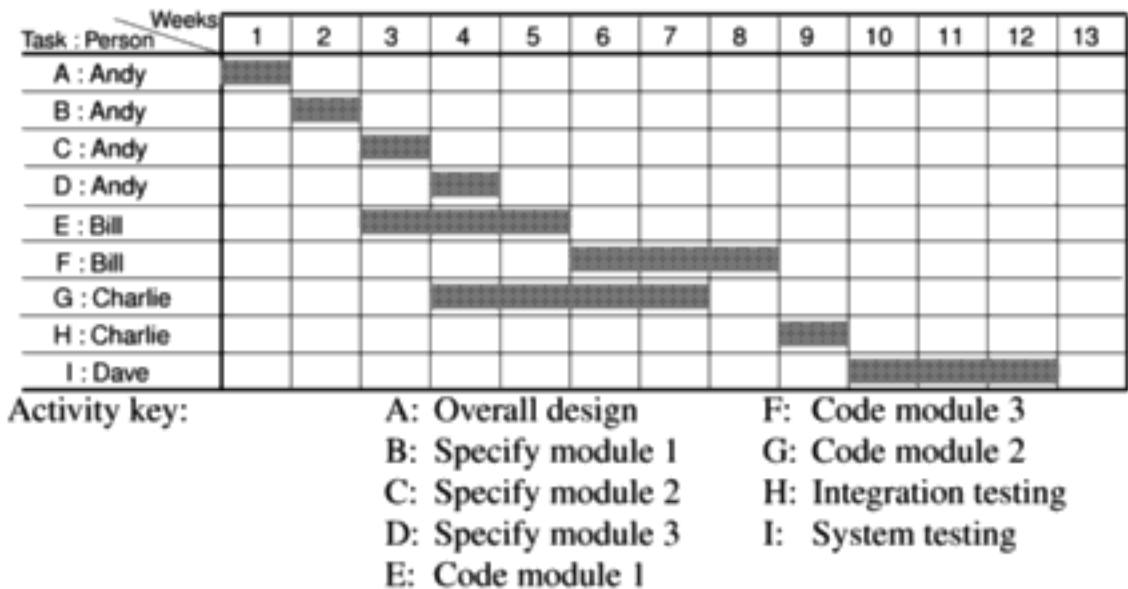 Weeks
Task : Person 1 2 3 4 5 6 7 8 9 10 11 12 13
A : Andy
B : Andy
C : Andy
D : Andy
E : Bill
F : Bill
G : Charlie
H : Charlie
I : Dave
Activity key: A: Overall design F: Code module 3
B: Specify module 1 G: Code module 2
C: Specify module 2 H: Integration testing
D: Specify module 3 I: System testing
E: Code module 1